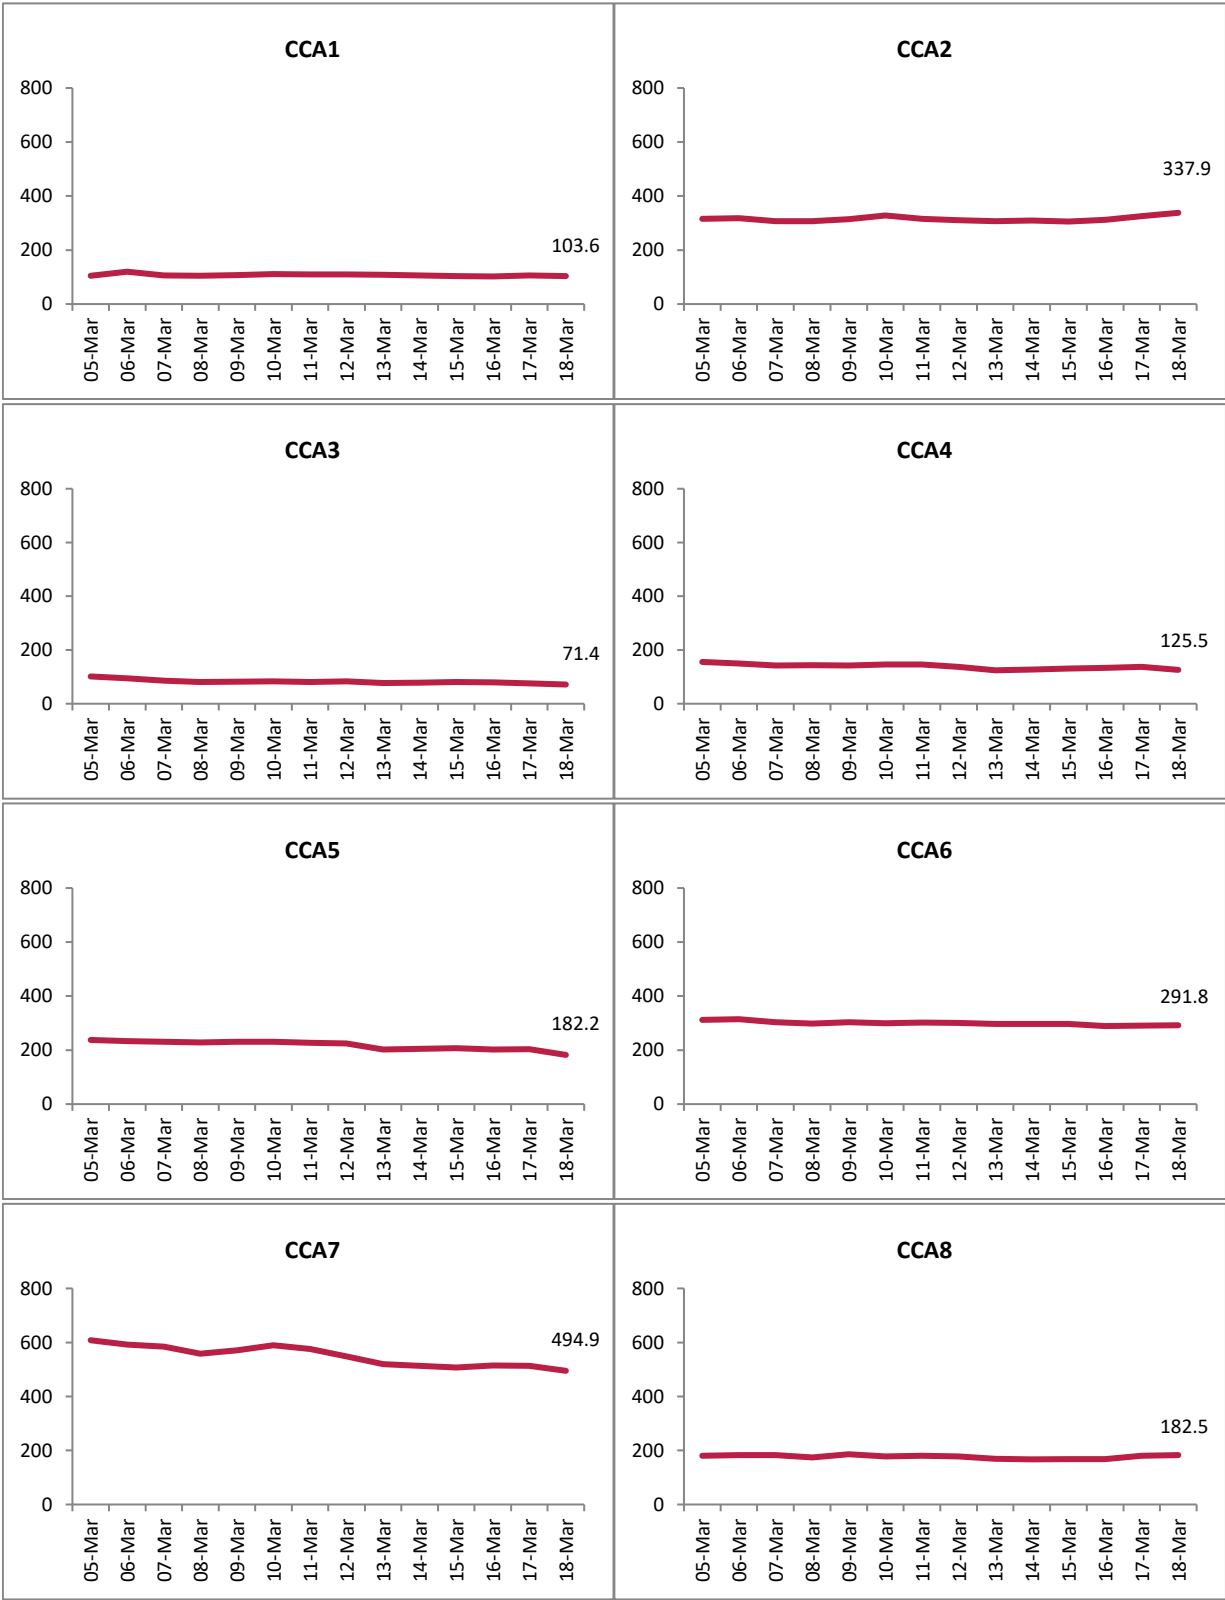 CCA1
800
600
400
200
0
103.6
05-Mar
06-Mar
07-Mar
08-Mar
09-Mar
10-Mar
11-Mar
12-Mar
13-Mar
14-Mar
15-Mar
16-Mar
17-Mar
18-Mar
CCA2
800
600
400
200
0
337.9
05-Mar
06-Mar
07-Mar
08-Mar
09-Mar
10-Mar
11-Mar
12-Mar
13-Mar
14-Mar
15-Mar
16-Mar
17-Mar
18-Mar
CCA3
800
600
400
200
0
71.4
05-Mar
06-Mar
07-Mar
08-Mar
09-Mar
10-Mar
11-Mar
12-Mar
13-Mar
14-Mar
15-Mar
16-Mar
17-Mar
18-Mar
CCA4
800
600
400
200
0
125.5
05-Mar
06-Mar
07-Mar
08-Mar
09-Mar
10-Mar
11-Mar
12-Mar
13-Mar
14-Mar
15-Mar
16-Mar
17-Mar
18-Mar
CCA5
800
600
400
200
0
182.2
05-Mar
06-Mar
07-Mar
08-Mar
09-Mar
10-Mar
11-Mar
12-Mar
13-Mar
14-Mar
15-Mar
16-Mar
17-Mar
18-Mar
CCA6
800
600
400
200
0
291.8
05-Mar
06-Mar
07-Mar
08-Mar
09-Mar
10-Mar
11-Mar
12-Mar
13-Mar
14-Mar
15-Mar
16-Mar
17-Mar
18-Mar
CCA7
800
600
400
200
0
494.9
05-Mar
06-Mar
07-Mar
08-Mar
09-Mar
10-Mar
11-Mar
12-Mar
13-Mar
14-Mar
15-Mar
16-Mar
17-Mar
18-Mar
CCA8
800
600
400
200
0
182.5
05-Mar
06-Mar
07-Mar
08-Mar
09-Mar
10-Mar
11-Mar
12-Mar
13-Mar
14-Mar
15-Mar
16-Mar
17-Mar
18-Mar